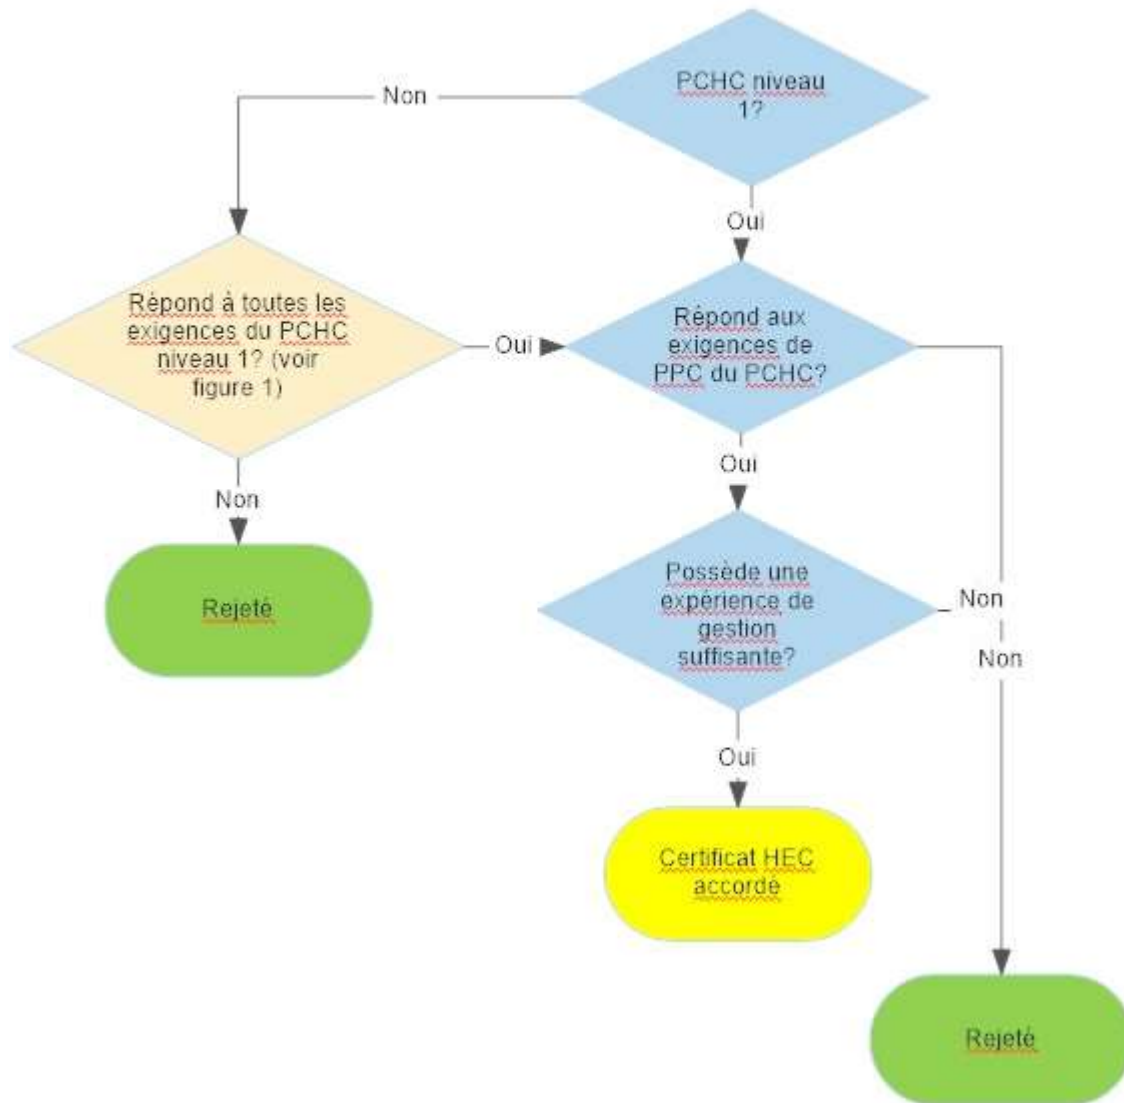 PCHC niveau
1?
Non
Oui
Répond à toutes les
exigences du PCHC
niveau 1? (voir
figure 1)
Oui
Répond aux
exigences de
PPC du PCHC?
Non
Oui
Rejeté
Possède une
expérience de
gestion
suffisante?
Non
Non
Oui
Certificat HEC
accordé
Rejeté